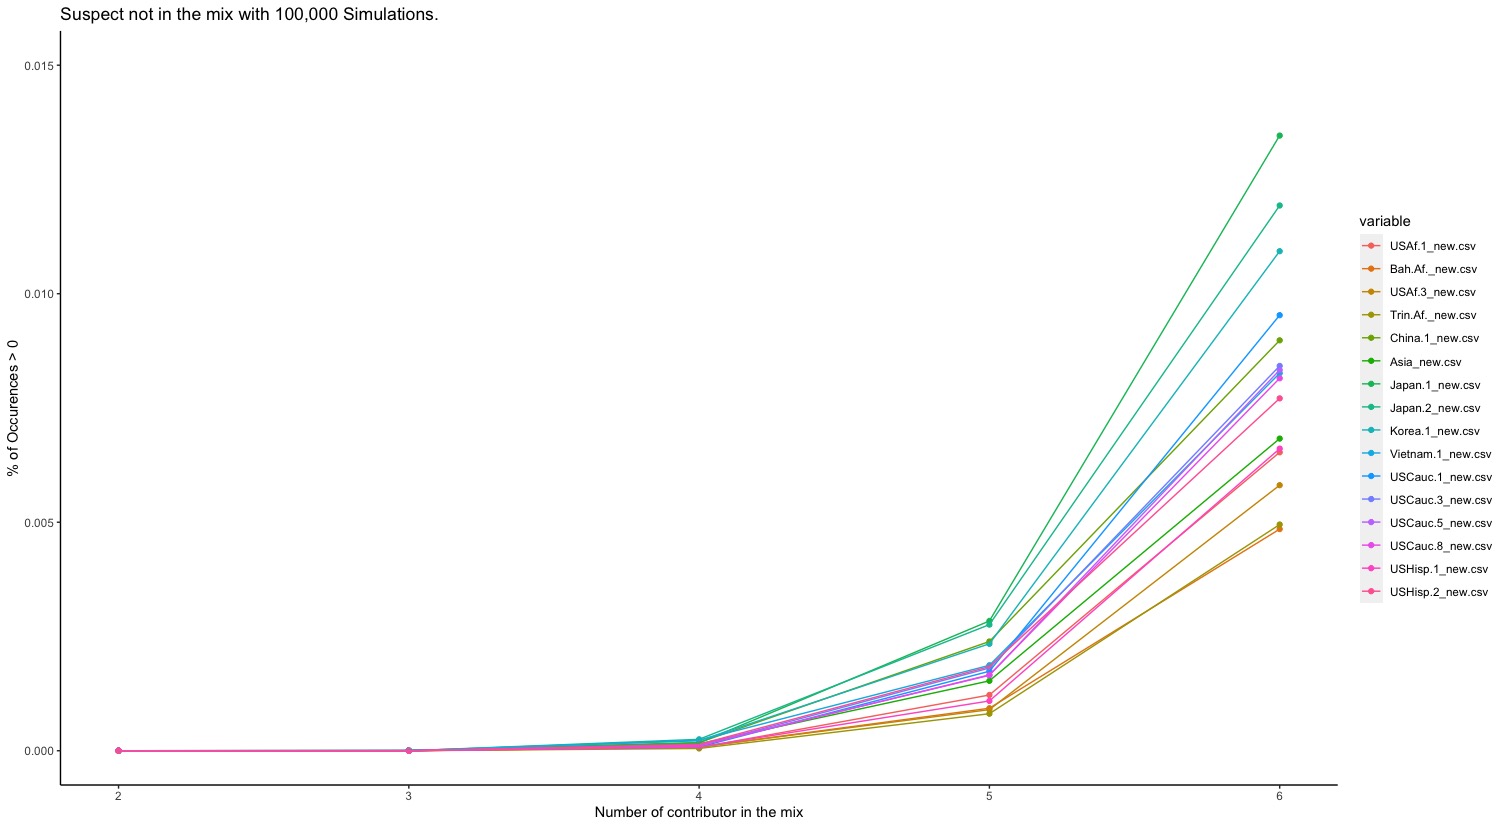 Suspect not in the mix with 100,000 Simulations.
0.015
0.010
0.005
0.000
% of Occurences > 0
2 3 4 5 6
Number of contributor in the mix
variable
USAf.1_new.csv
Bah.Af._new.csv
USAf.3_new.csv
Trin.Af._new.csv
China.1_new.csv
Asia_new.csv
Japan.1_new.csv
Japan.2_new.csv
Korea.1_new.csv
Vietnam.1_new.csv
USCauc.1_new.csv
USCauc.3_new.csv
USCauc.5_new.csv
USCauc.8_new.csv
USHisp.1_new.csv
USHisp.2_new.csv